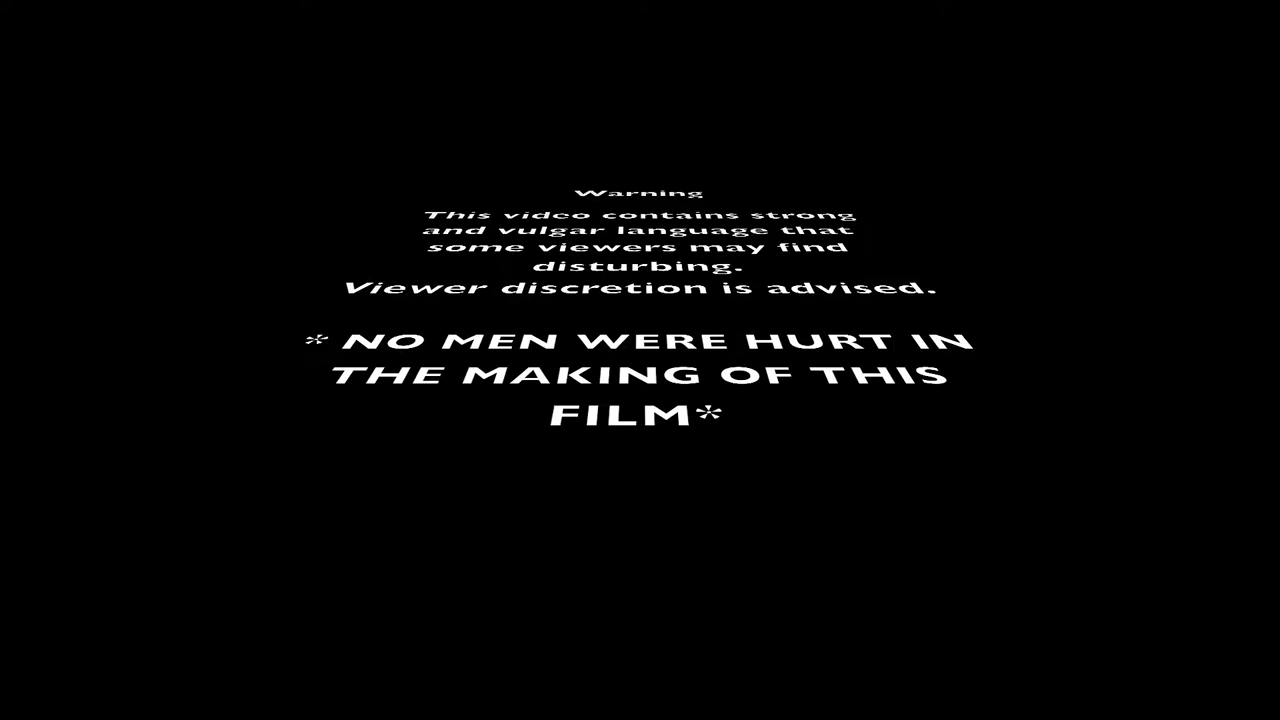 Warning
This video contains strong
and vulgar language that
some viewers may find
disturbing.
Viewer discretion is advised.
* NO MEN WERE HURT IN
THE MAKING OF THIS
FILM*